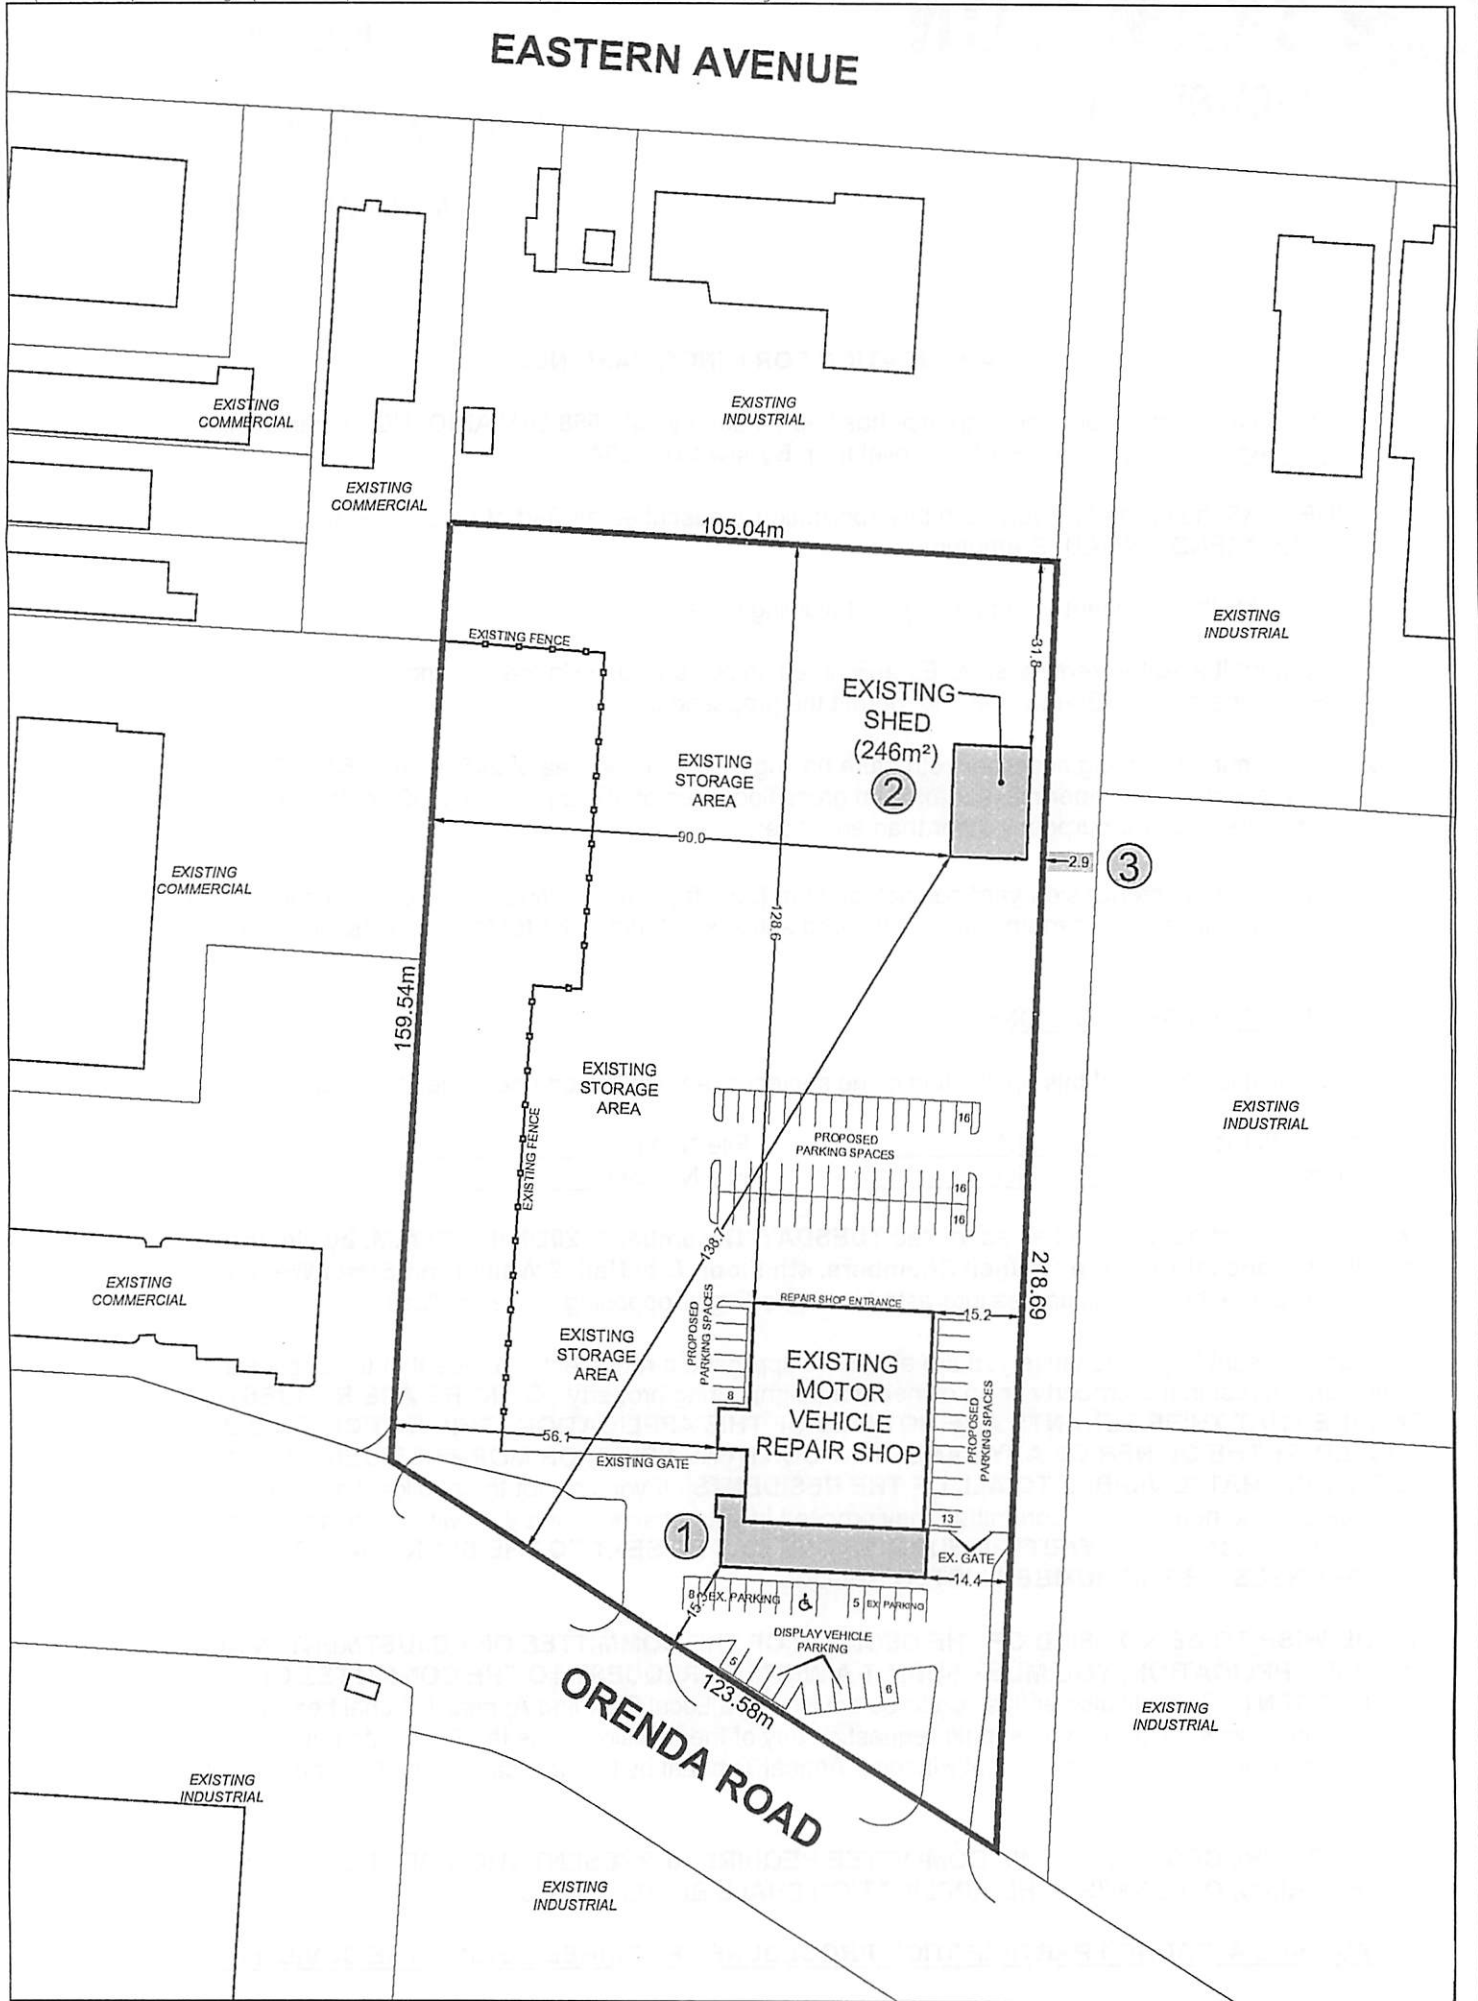 EASTERN AVENUE
EXISTING
COMMERCIAL
EXISTING
INDUSTRIAL
EXISTING
COMMERCIAL
105.04m
EXISTING
INDUSTRIAL
EXISTING FENCE
31.8
EXISTING
SHED
(246m²)
2
EXISTING
STORAGE
AREA
90.0
2.9
3
EXISTING
COMMERCIAL
128.6
159.54m
EXISTING
STORAGE
AREA
EXISTING FENCE
16
PROPOSED
PARKING SPACES
16
16
EXISTING
INDUSTRIAL
138.7
218.69
EXISTING
COMMERCIAL
PROPOSED
PARKING SPACES
8
REPAIR SHOP ENTRANCE
15.2
EXISTING
STORAGE
AREA
EXISTING
MOTOR
VEHICLE
REPAIR SHOP
PROPOSED
PARKING SPACES
13
56.1
EXISTING GATE
1
EX. GATE
14.4
8
EX. PARKING
5
EX PARKING
DISPLAY VEHICLE
PARKING
5
6
123.58m
ORENDA ROAD
EXISTING
INDUSTRIAL
EXISTING
INDUSTRIAL
EXISTING
INDUSTRIAL